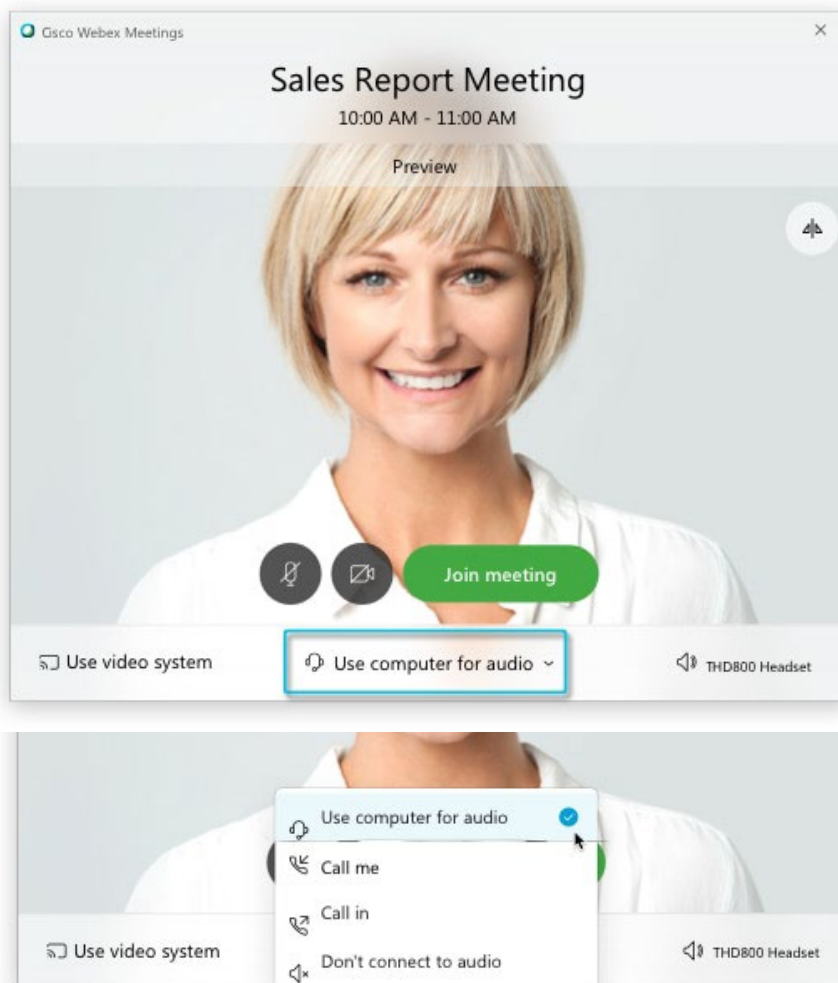 Cisco Webex Meetings
Sales Report Meeting
10:00 AM - 11:00 AM
Preview
Join meeting
Use video system
Use computer for audio
THD800 Headset
Use computer for audio
Call me
Call in
Use video system
Don't connect to audio
THD800 Headset